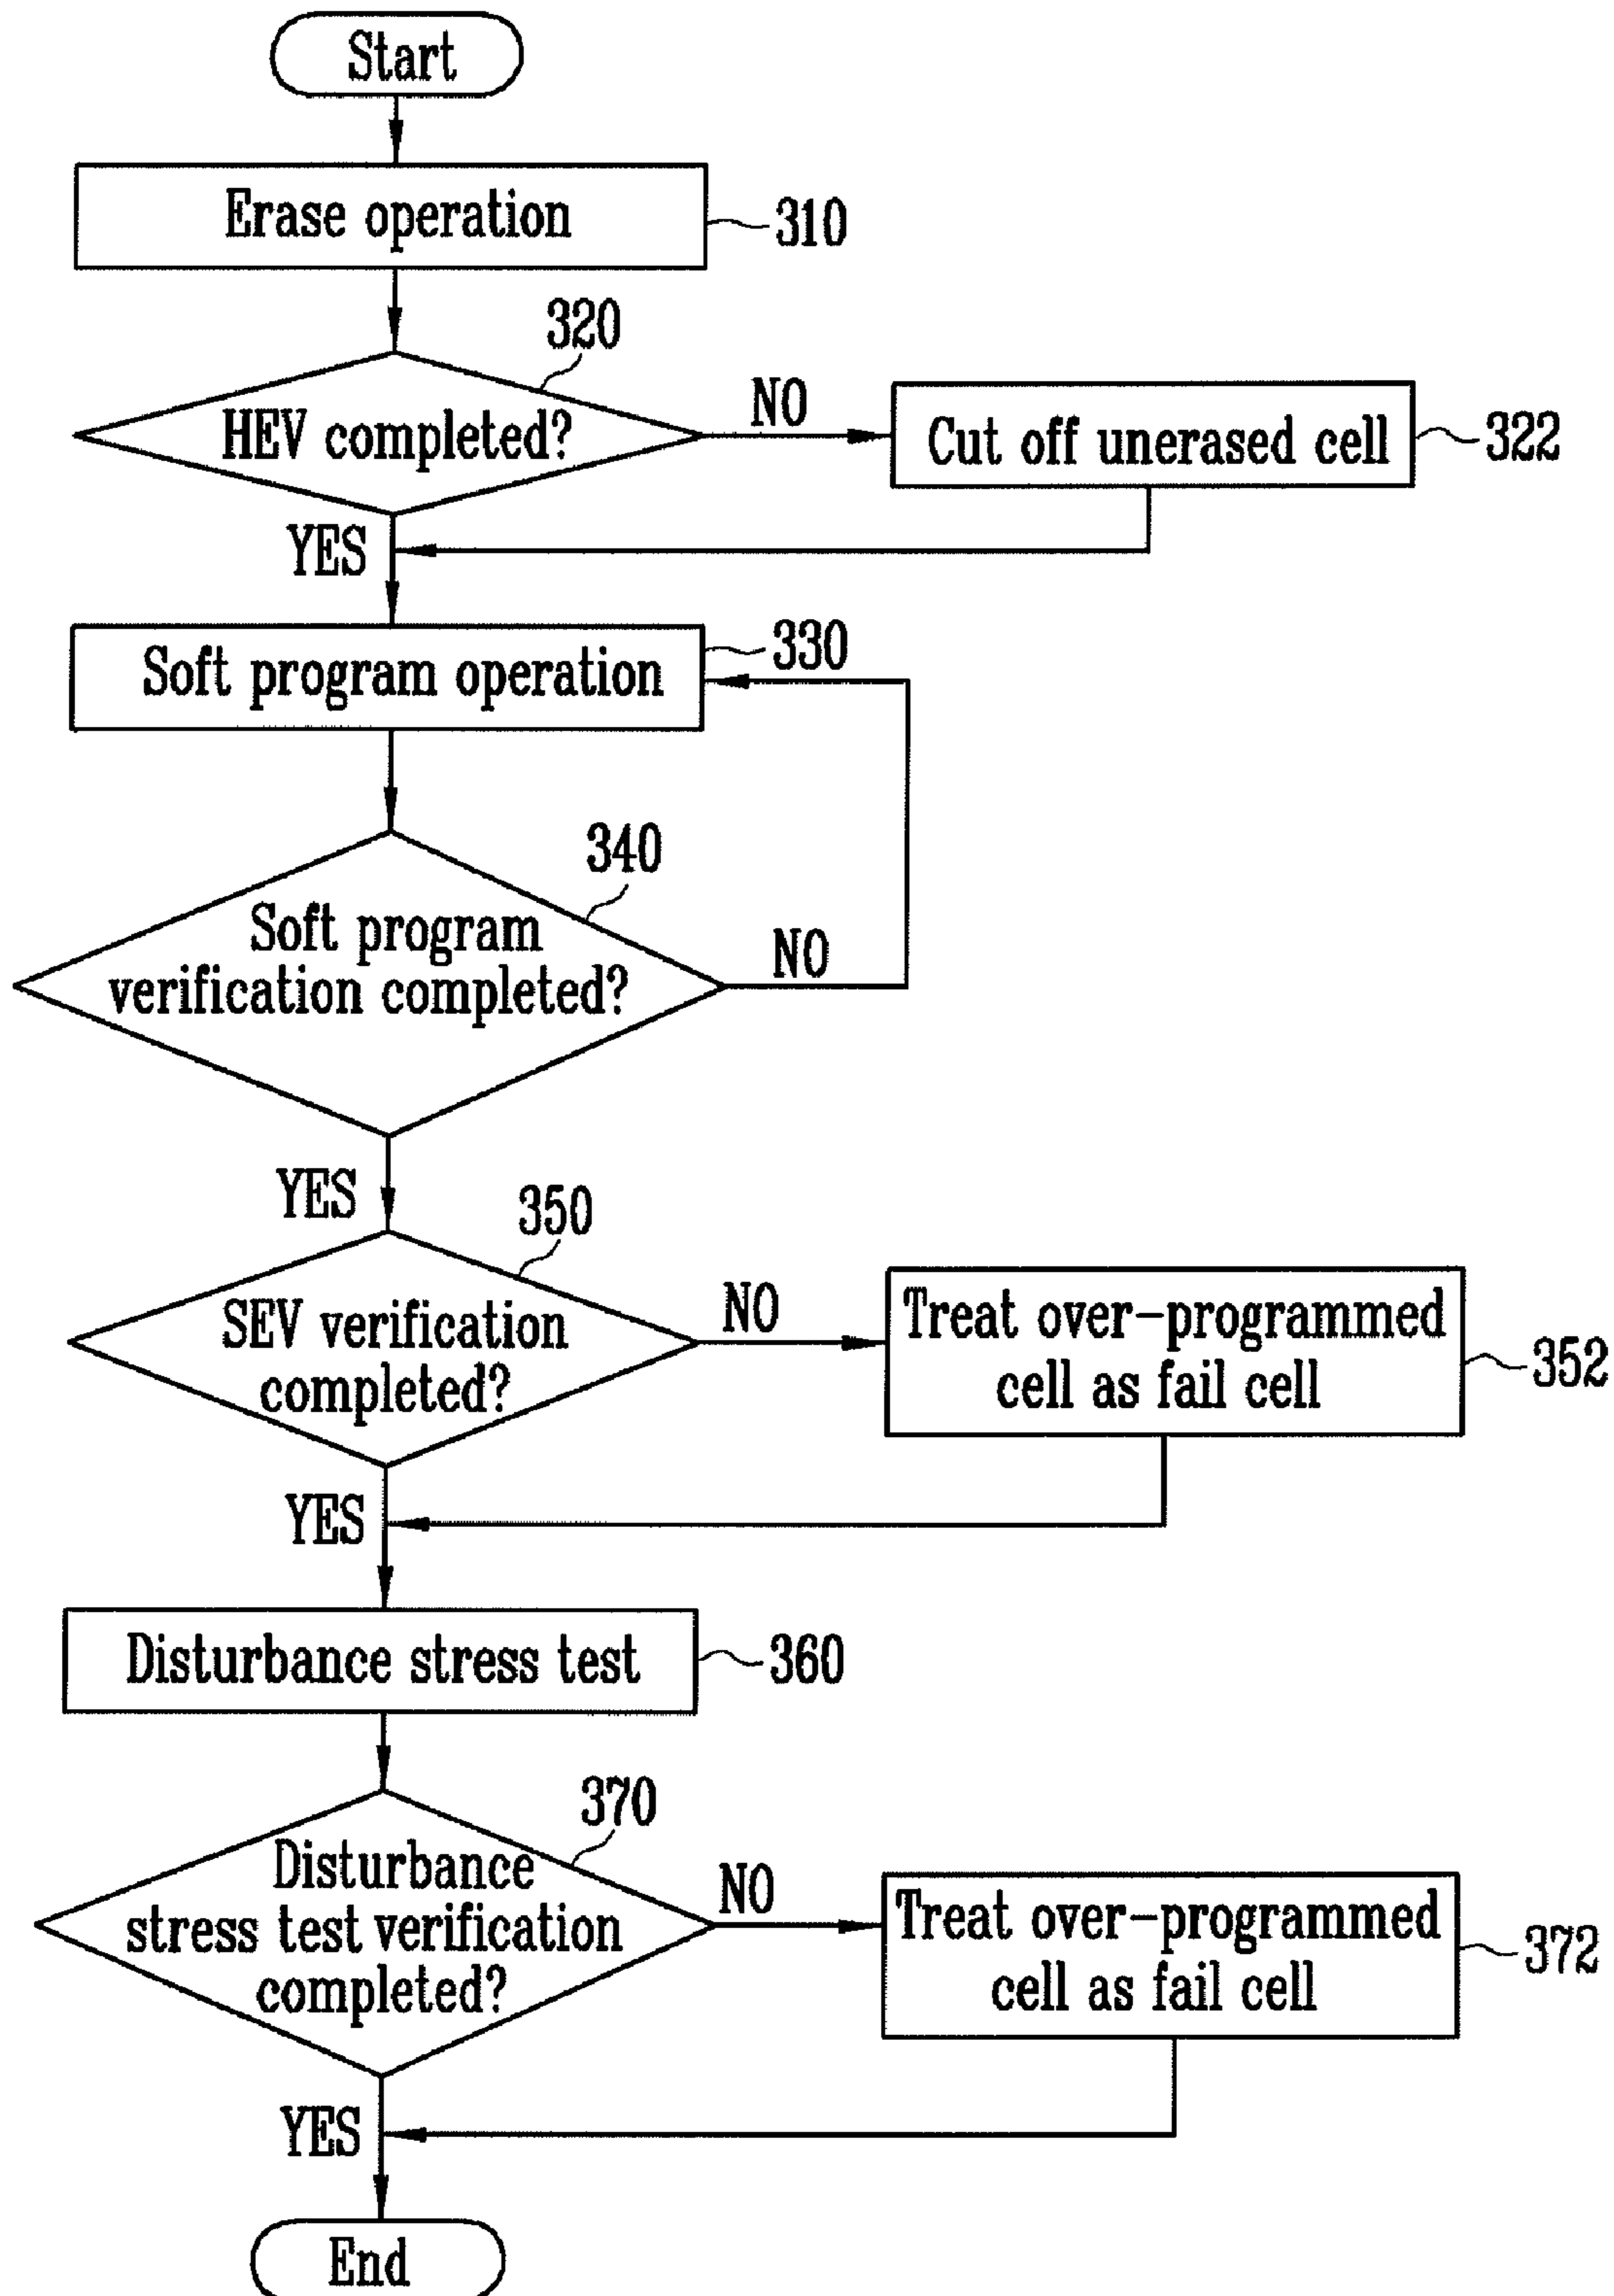 Start
Erase operation
310
320
HEV completed?
NO
Cut off unerased cell
322
YES
Soft program operation
330
340
Soft program
verification completed?
NO
YES
350
SEV verification
completed?
NO
Treat over-programmed
cell as fail cell
352
YES
Disturbance stress test
360
370
Disturbance
stress test verification
completed?
NO
Treat over-programmed
cell as fail cell
372
YES
End